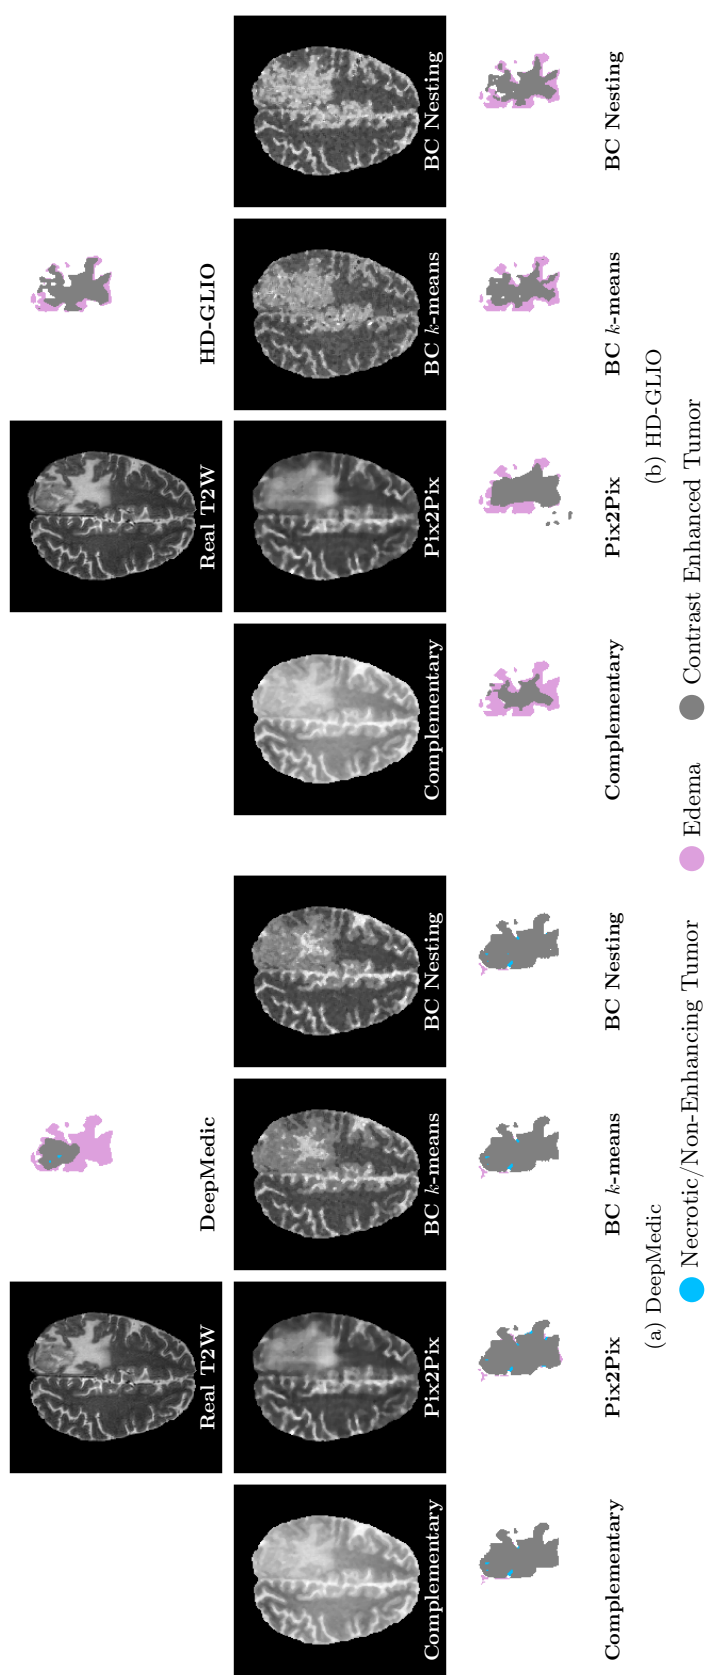 Real T2W
DeepMedic
Complementary
Pix2Pix
BC k-means
BC Nesting
Complementary
Pix2Pix
BC k-means
BC Nesting
(a) DeepMedic
Real T2W
HD-GLIO
Complementary
Pix2Pix
BC k-means
BC Nesting
Complementary
Pix2Pix
BC k-means
BC Nesting
(b) HD-GLIO
Necrotic/Non-Enhancing Tumor
Edema
Contrast Enhanced Tumor